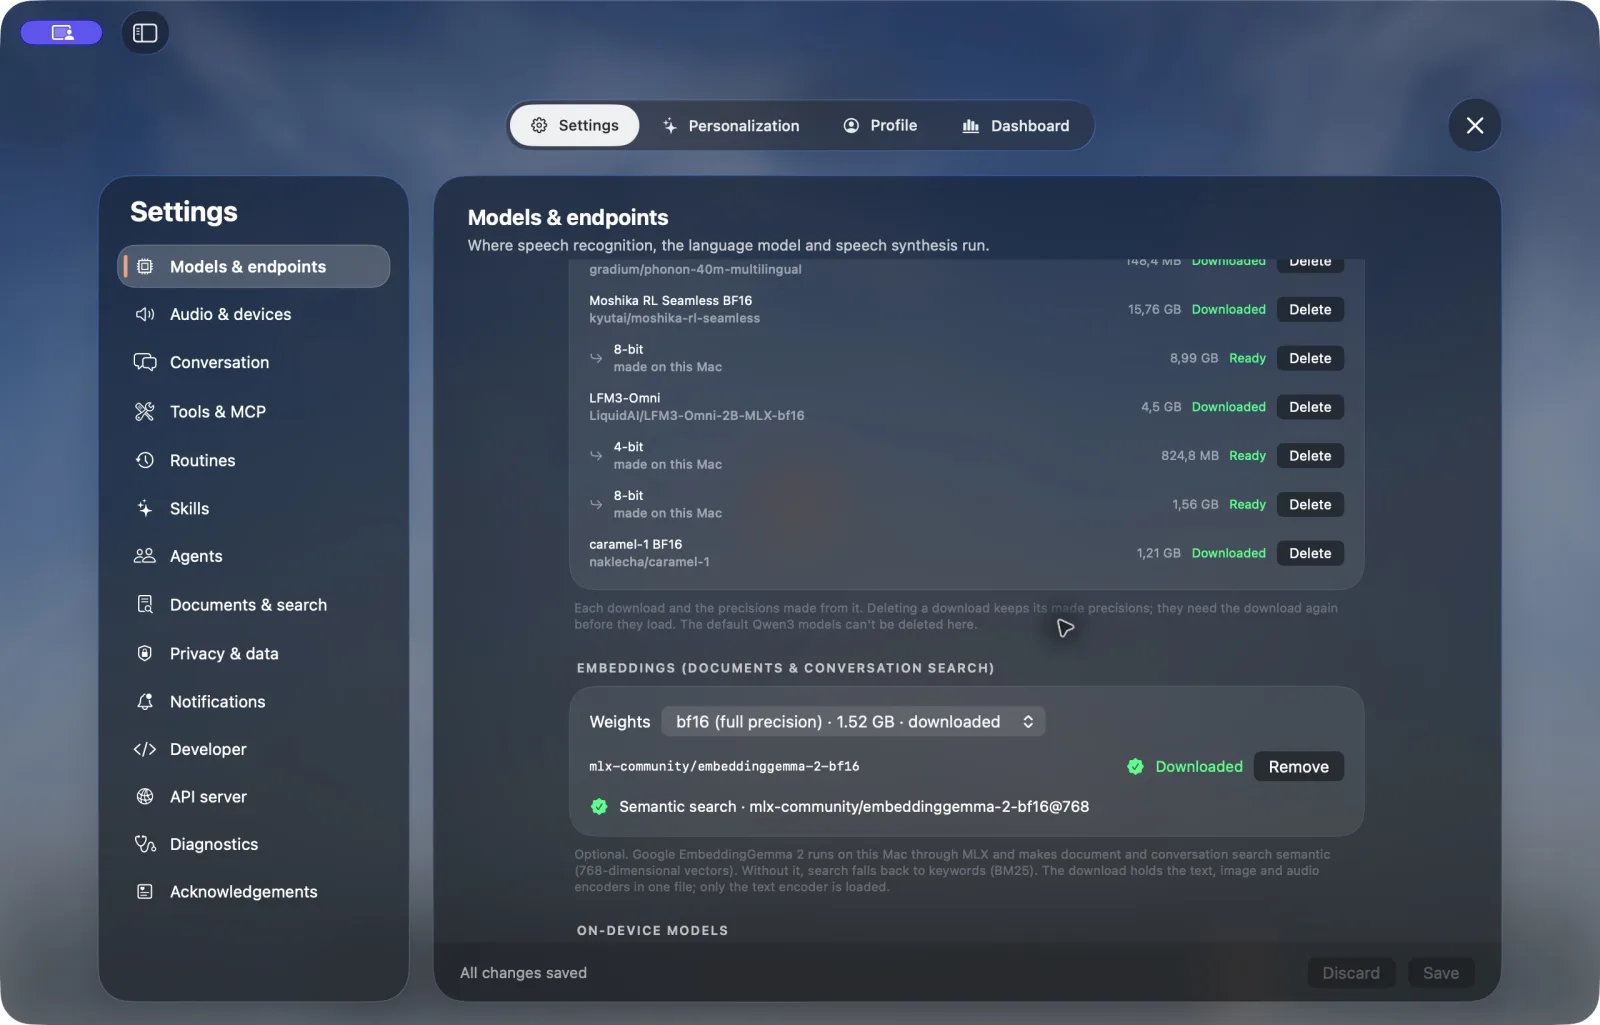 Settings
Personalization
Profile
Dashboard
Settings
Models & endpoints
Audio & devices
Conversation
Tools & MCP
Routines
Skills
Agents
Documents & search
Privacy & data
Notifications
Developer
API server
Diagnostics
Acknowledgements
Models & endpoints
Where speech recognition, the language model and speech synthesis run.
gradium/phonon-40m-multilingual
148,4 MB Downloaded Delete
Moshika RL Seamless BF16
kyutai/moshika-rl-seamless
15,76 GB Downloaded Delete
8-bit
made on this Mac
8,99 GB Ready Delete
LFM3-Omni
LiquidAI/LFM3-Omni-2B-MLX-bf16
4,5 GB Downloaded Delete
4-bit
made on this Mac
824,8 MB Ready Delete
8-bit
made on this Mac
1,56 GB Ready Delete
caramel-1 BF16
naklecha/caramel-1
1,21 GB Downloaded Delete
Each download and the precisions made from it. Deleting a download keeps its made precisions; they need the download again
before they load. The default Qwen3 models can't be deleted here.
EMBEDDINGS (DOCUMENTS & CONVERSATION SEARCH)
Weights bf16 (full precision) · 1.52 GB · downloaded
mlx-community/embeddinggemma-2-bf16
Downloaded Remove
Semantic search · mlx-community/embeddinggemma-2-bf16@768
Optional. Google EmbeddingGemma 2 runs on this Mac through MLX and makes document and conversation search semantic
(768-dimensional vectors). Without it, search falls back to keywords (BM25). The download holds the text, image and audio
encoders in one file; only the text encoder is loaded.
ON-DEVICE MODELS
All changes saved
Discard
Save